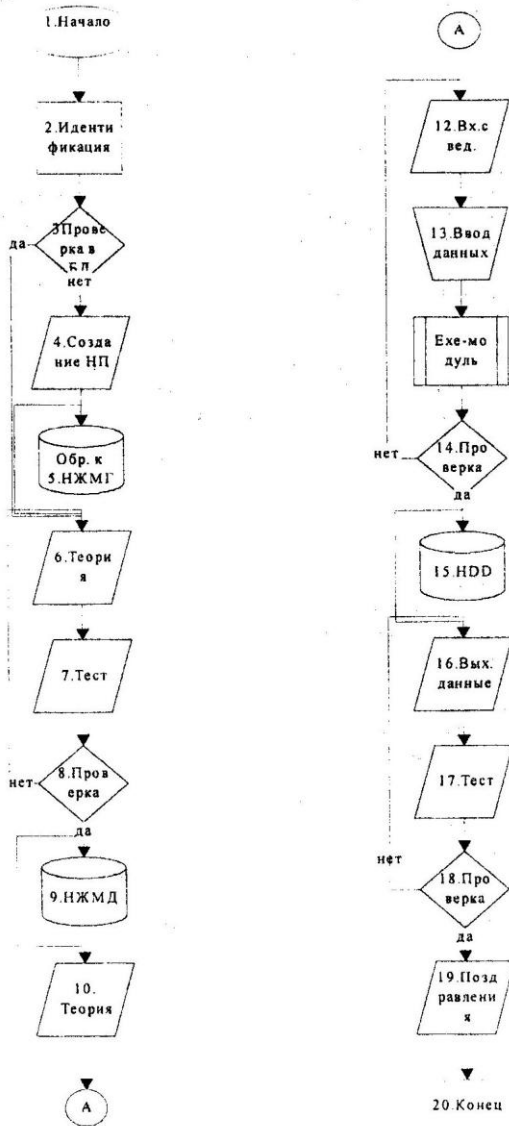 1.Начало
2.Иденти
фикация
3Прове
рка в
БД
да
нет
4.Созда
ние НП
Обр. к
5.НЖМГ
6.Теори
я
7.Тест
8.Пров
ерка
нет
да
9.НЖМД
10.
Теория
А
А
12.Вх.с
вед.
13.Ввод
данных
Exe-мо
дуль
14.Про
верка
нет
да
15.HDD
16.Вых.
данные
17.Тест
нет
18.Про
верка
да
19.Позд
равлени
я
20.Конец